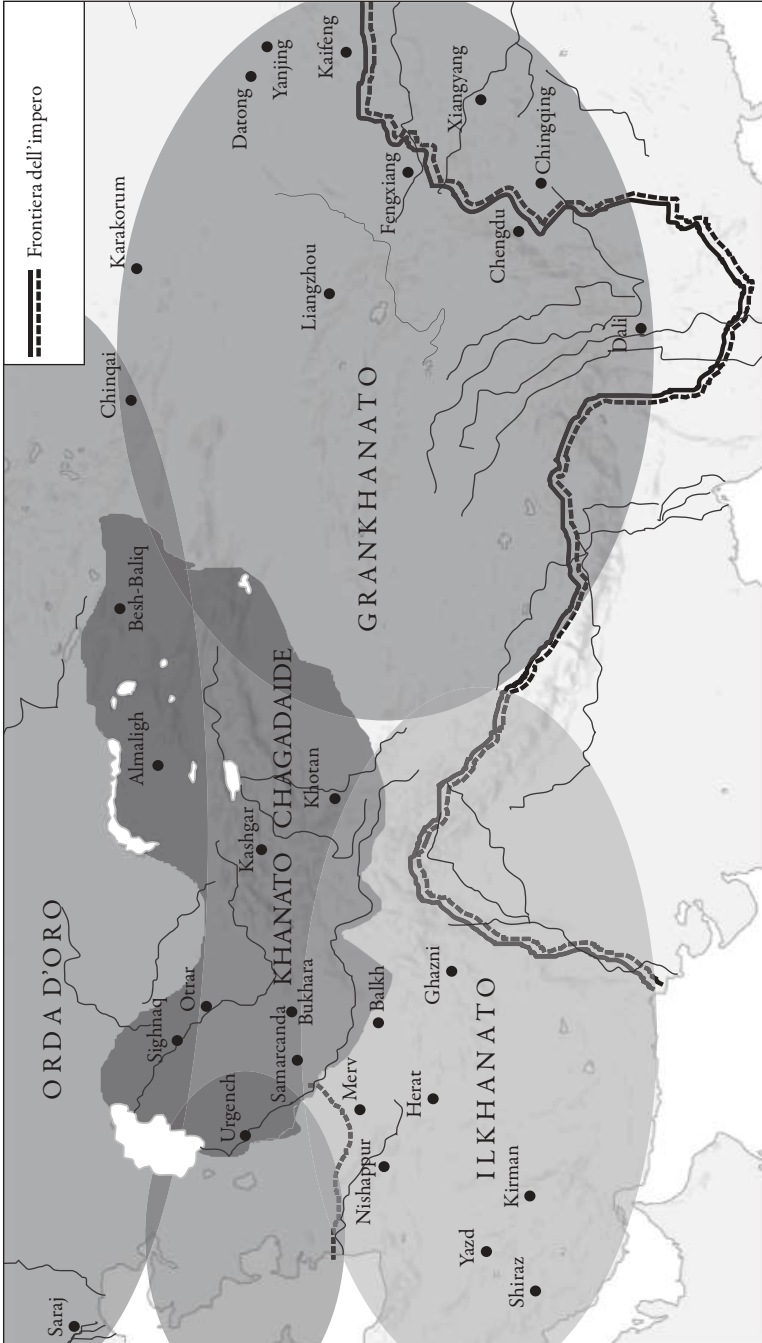 Frontiera dell'impero
ORDA D'ORO
KHANATO CHAGADAIDE
GRANKHANATO
ILKHANATO
Saraj
Urgench
Sighnaq
Otrar
Samarcanda
Bukhara
Kashgar
Khotan
Almaligh
Besh-Baliq
Chinqai
Karakorum
Datong
Yanjing
Kaifeng
Liangzhou
Fengxiang
Xiangyang
Chengdu
Chingqing
Dali
Merv
Nishappur
Balkh
Herat
Ghazni
Yazd
Kirman
Shiraz